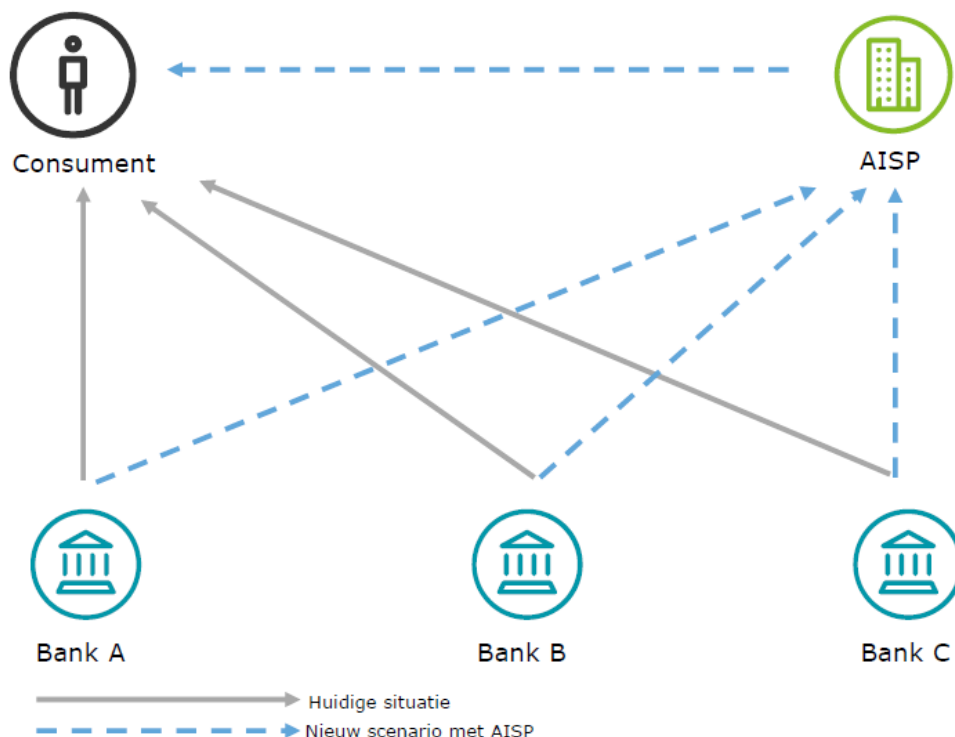 Consument
AISP
Bank A
Bank B
Bank C
Huidige situatie
Nieuw scenario met AISP